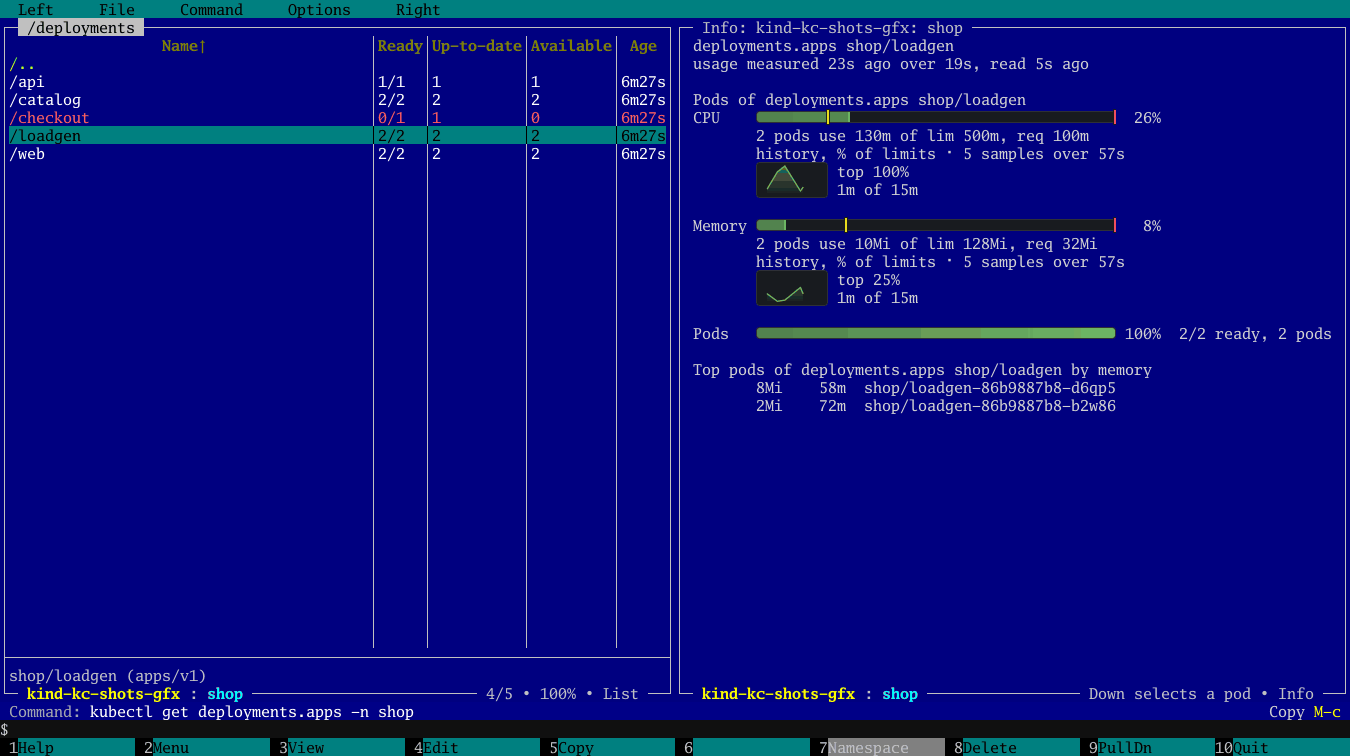 Left File Command Options Right
/deployments
Name↑ Ready Up-to-date Available Age
/..
/api 1/1 1 1 6m27s
/catalog 2/2 2 2 6m27s
/checkout 0/1 1 0 6m27s
/loadgen 2/2 2 2 6m27s
/web 2/2 2 2 6m27s
shop/loadgen (apps/v1)
kind-kc-shots-gfx : shop 4/5 • 100% • List
Info: kind-kc-shots-gfx: shop
deployments.apps shop/loadgen
usage measured 23s ago over 19s, read 5s ago
Pods of deployments.apps shop/loadgen
CPU 26%
2 pods use 130m of lim 500m, req 100m
history, % of limits · 5 samples over 57s
top 100%
1m of 15m
Memory 8%
2 pods use 10Mi of lim 128Mi, req 32Mi
history, % of limits · 5 samples over 57s
top 25%
1m of 15m
Pods 100% 2/2 ready, 2 pods
Top pods of deployments.apps shop/loadgen by memory
8Mi 58m shop/loadgen-86b9887b8-d6qp5
2Mi 72m shop/loadgen-86b9887b8-b2w86
kind-kc-shots-gfx : shop Down selects a pod • Info
Command: kubectl get deployments.apps -n shop Copy M-c
$
1Help 2Menu 3View 4Edit 5Copy 6 7Namespace 8Delete 9PullDn 10Quit